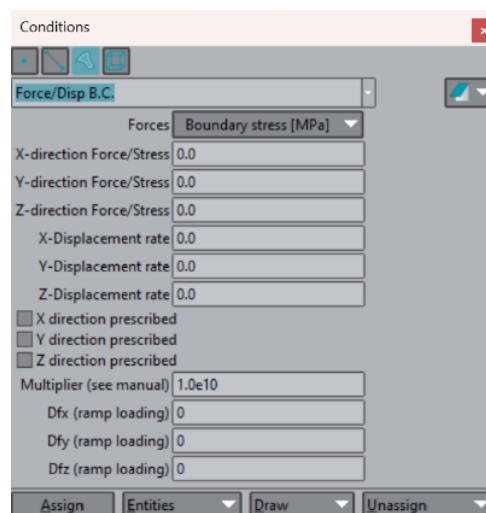 Conditions
Force/Disp B.C.
Forces Boundary stress [MPa]
X-direction Force/Stress 0.0
Y-direction Force/Stress 0.0
Z-direction Force/Stress 0.0
X-Displacement rate 0.0
Y-Displacement rate 0.0
Z-Displacement rate 0.0
X direction prescribed
Y direction prescribed
Z direction prescribed
Multiplier (see manual) 1.0e10
Dfx (ramp loading) 0
Dfy (ramp loading) 0
Dfz (ramp loading) 0
Assign Entities Draw Unassign